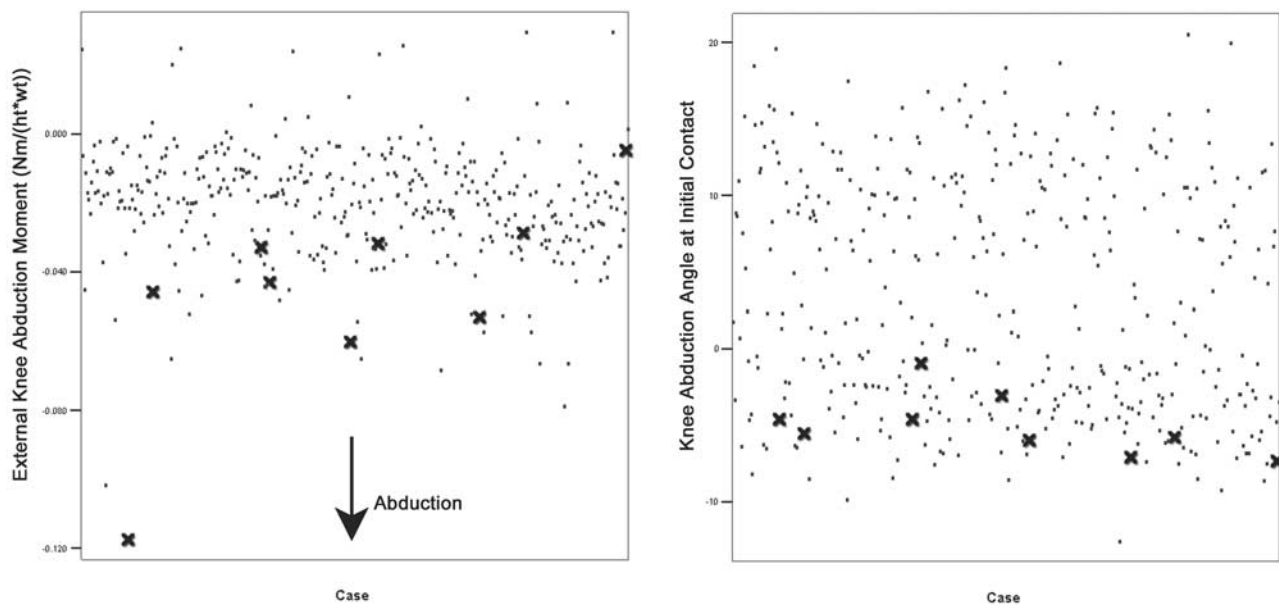 External Knee Abduction Moment (Nm/(ht*wt))
0.000
-0.040
-0.080
-0.120
Abduction
Case
Knee Abduction Angle at Initial Contact
20
10
0
-10
Case